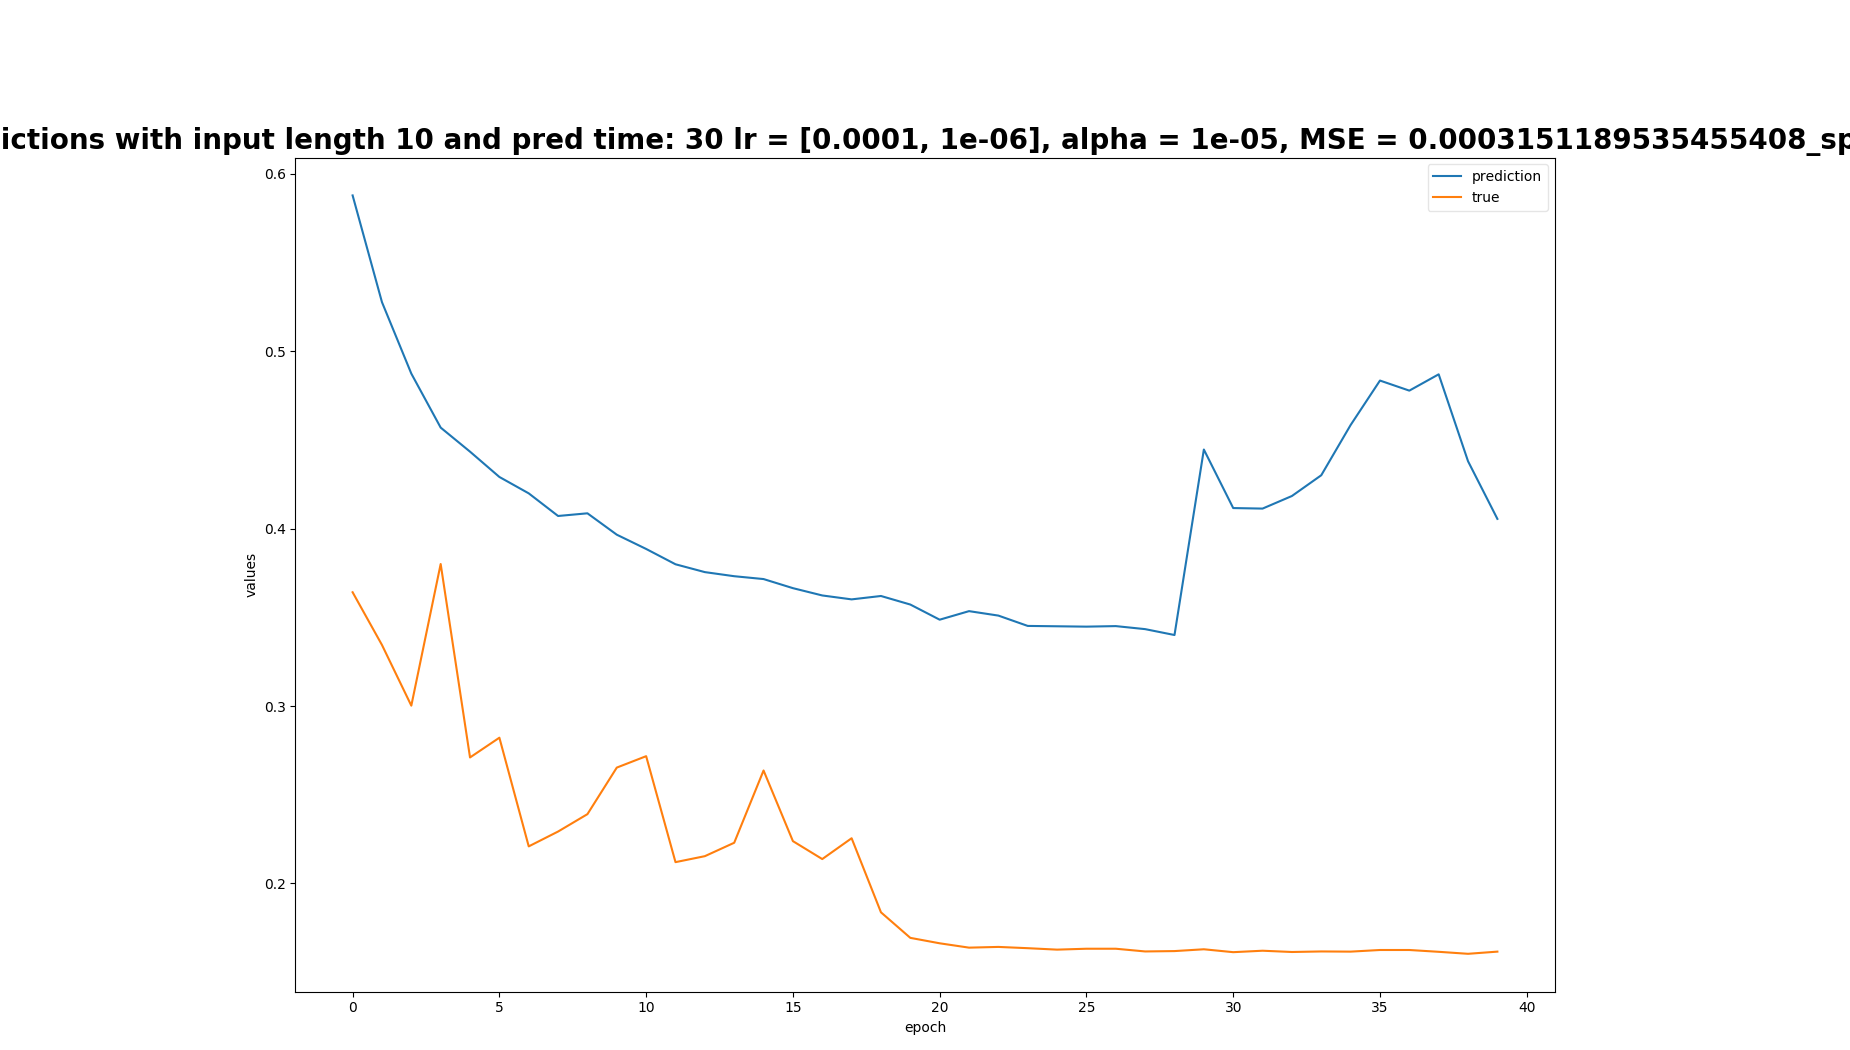 ictions with input length 10 and pred time: 30 lr = [0.0001, 1e-06], alpha = 1e-05, MSE = 0.0003151189535455408_sp
prediction
true
0.6
0.5
0.4
0.3
0.2
values
0 5 10 15 20 25 30 35 40
epoch